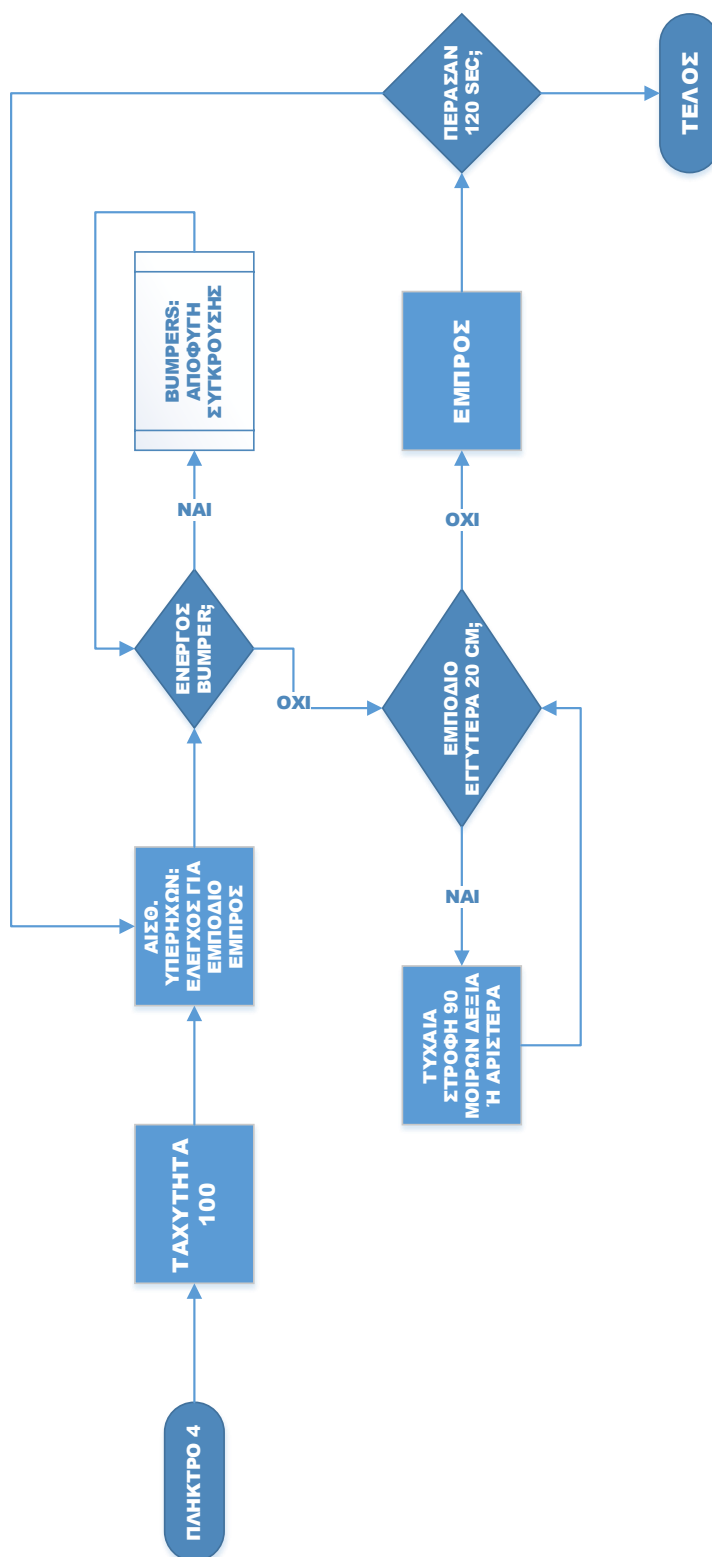 ΠΛΗΚΤΡΟ 4
ΤΑΧΥΤΗΤΑ
100
ΑΙΣΘ.
ΥΠΕΡΗΧΩΝ:
ΕΛΕΓΧΟΣ ΓΙΑ
ΕΜΠΟΔΙΟ
ΕΜΠΡΟΣ
ΕΝΕΡΓΟΣ
BUMPER;
ΝΑΙ
BUMPERS:
ΑΠΟΦΥΓΗ
ΣΥΓΚΡΟΥΣΗΣ
ΟΧΙ
ΕΜΠΟΔΙΟ
ΕΓΓΥΤΕΡΑ 20 CM;
ΝΑΙ
ΤΥΧΑΙΑ
ΣΤΡΟΦΗ 90
ΜΟΙΡΩΝ ΔΕΞΙΑ
Ή ΑΡΙΣΤΕΡΑ
ΟΧΙ
ΕΜΠΡΟΣ
ΠΕΡΑΣΑΝ
120 SEC;
ΤΕΛΟΣ